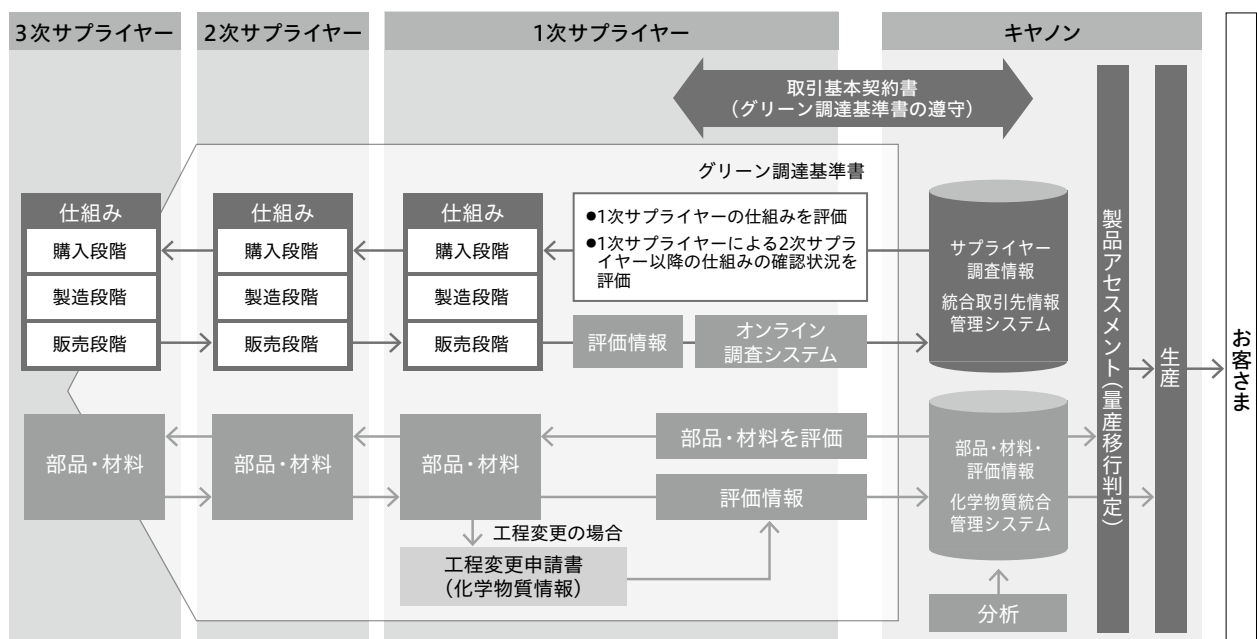 3次サプライヤー
2次サプライヤー
1次サプライヤー
キヤノン
取引基本契約書
（グリーン調達基準書の遵守）
グリーン調達基準書
仕組み
購入段階
製造段階
販売段階
仕組み
購入段階
製造段階
販売段階
仕組み
購入段階
製造段階
販売段階
●1次サプライヤーの仕組みを評価
●1次サプライヤーによる2次サプラ
イヤー以降の仕組みの確認状況を
評価
評価情報
オンライン
調査システム
サプライヤー
調査情報
統合取引先情報
管理システム
部品・材料
部品・材料
部品・材料
部品・材料を評価
評価情報
工程変更の場合
工程変更申請書
（化学物質情報）
部品・材料・
評価情報
化学物質統合
管理システム
分析
製品アセスメント（量産移行判定）
生産
お客さま